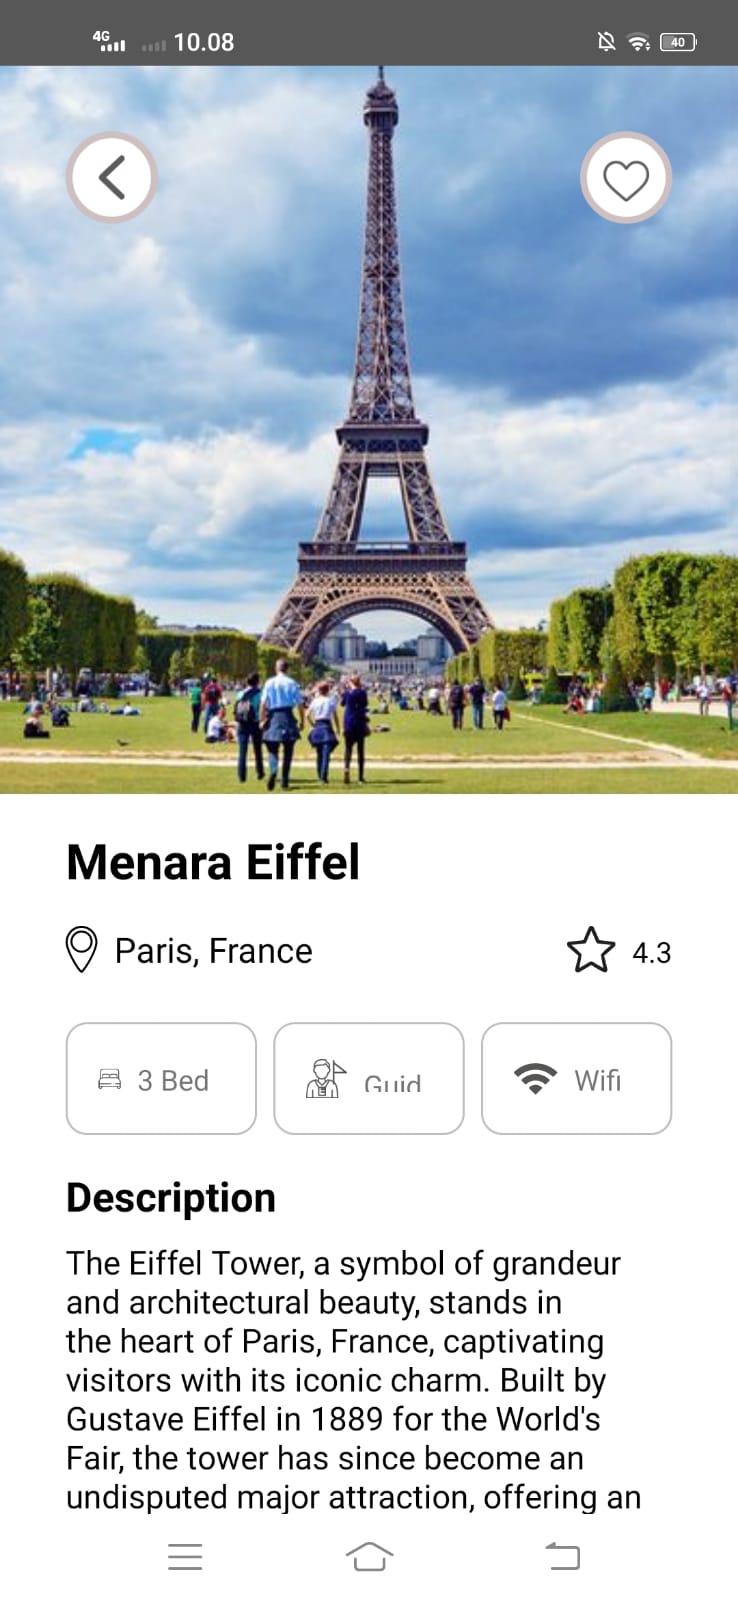 4G 10.08 40
Menara Eiffel
Paris, France 4.3
3 Bed Guid Wifi
Description
The Eiffel Tower, a symbol of grandeur
and architectural beauty, stands in
the heart of Paris, France, captivating
visitors with its iconic charm. Built by
Gustave Eiffel in 1889 for the World's
Fair, the tower has since become an
undisputed major attraction, offering an